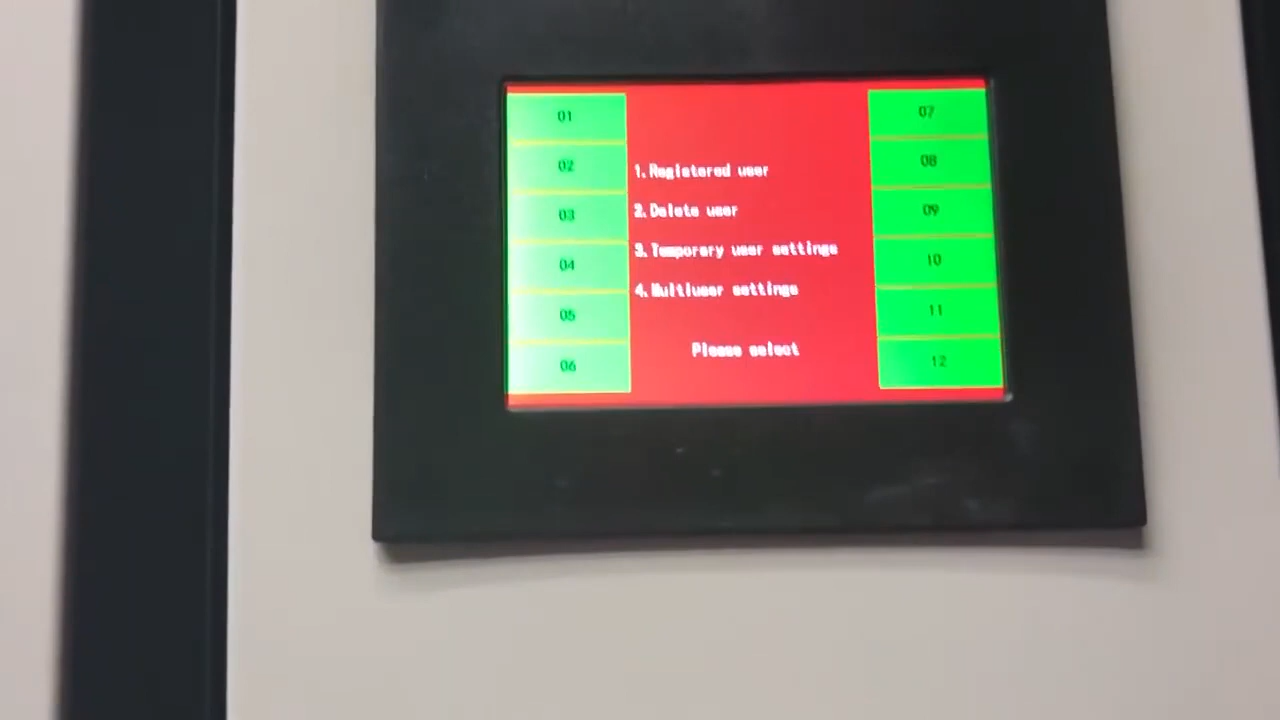 01
02
03
04
05
06
1.Registered user
2.Delete user
3.Temporary user settings
4.Multiuser settings
Please select
07
08
09
10
11
12